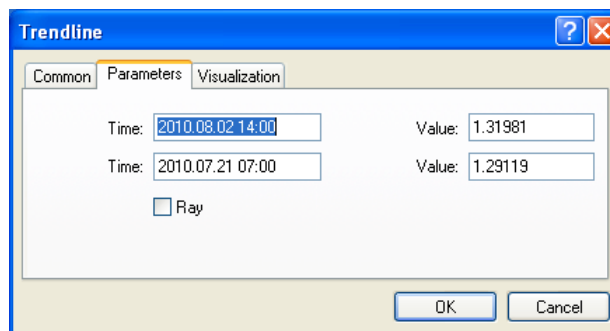 Trendline
Common Parameters Visualization
Time: 2010.08.02 14:00 Value: 1.31981
Time: 2010.07.21 07:00 Value: 1.29119
Ray
OK Cancel